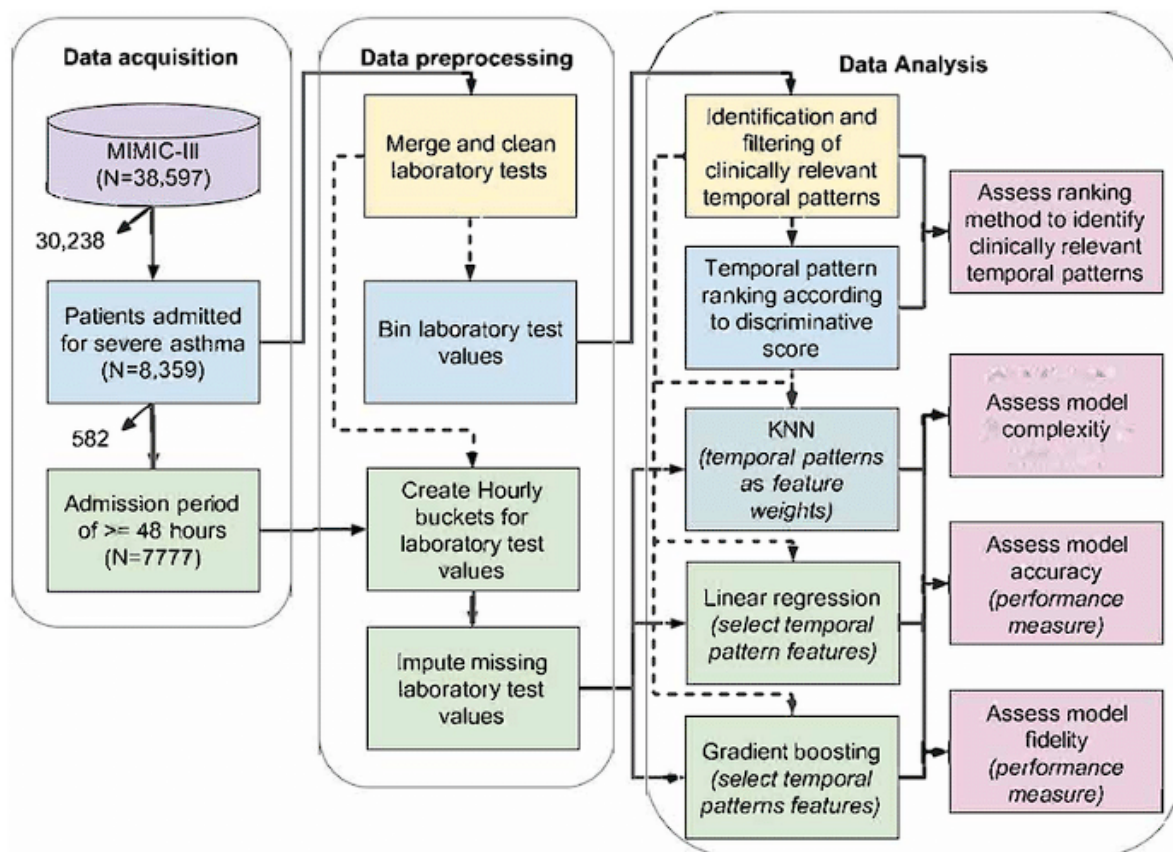 Data acquisition
MIMIC-III
(N=38,597)
30,238
Patients admitted
for severe asthma
(N=8,359)
582
Admission period
of >= 48 hours
(N=7777)
Data preprocessing
Merge and clean
laboratory tests
Bin laboratory test
values
Create Hourly
buckets for
laboratory test
values
Impute missing
laboratory test
values
Data Analysis
Identification and
filtering of
clinically relevant
temporal patterns
Temporal pattern
ranking according
to discriminative
score
KNN
(temporal patterns
as feature
weights)
Linear regression
(select temporal
pattern features)
Gradient boosting
(select temporal
patterns features)
Assess ranking
method to identify
clinically relevant
temporal patterns
Assess model
complexity
Assess model
accuracy
(performance
measure)
Assess model
fidelity
(performance
measure)